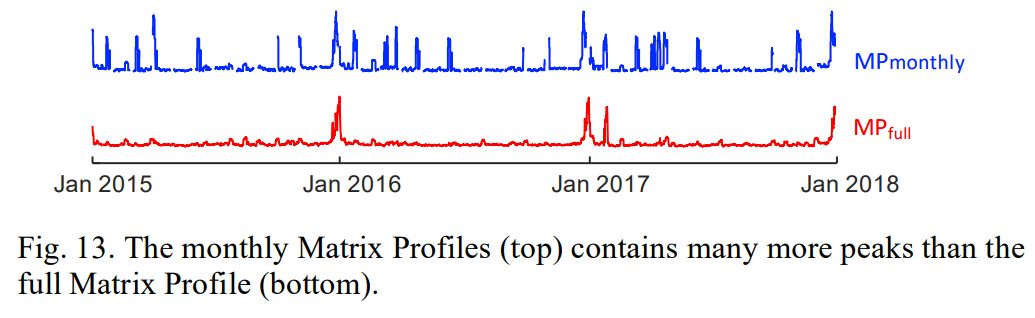 MPmonthly
MPfull
Jan 2015 Jan 2016 Jan 2017 Jan 2018
Fig. 13. The monthly Matrix Profiles (top) contains many more peaks than the
full Matrix Profile (bottom).